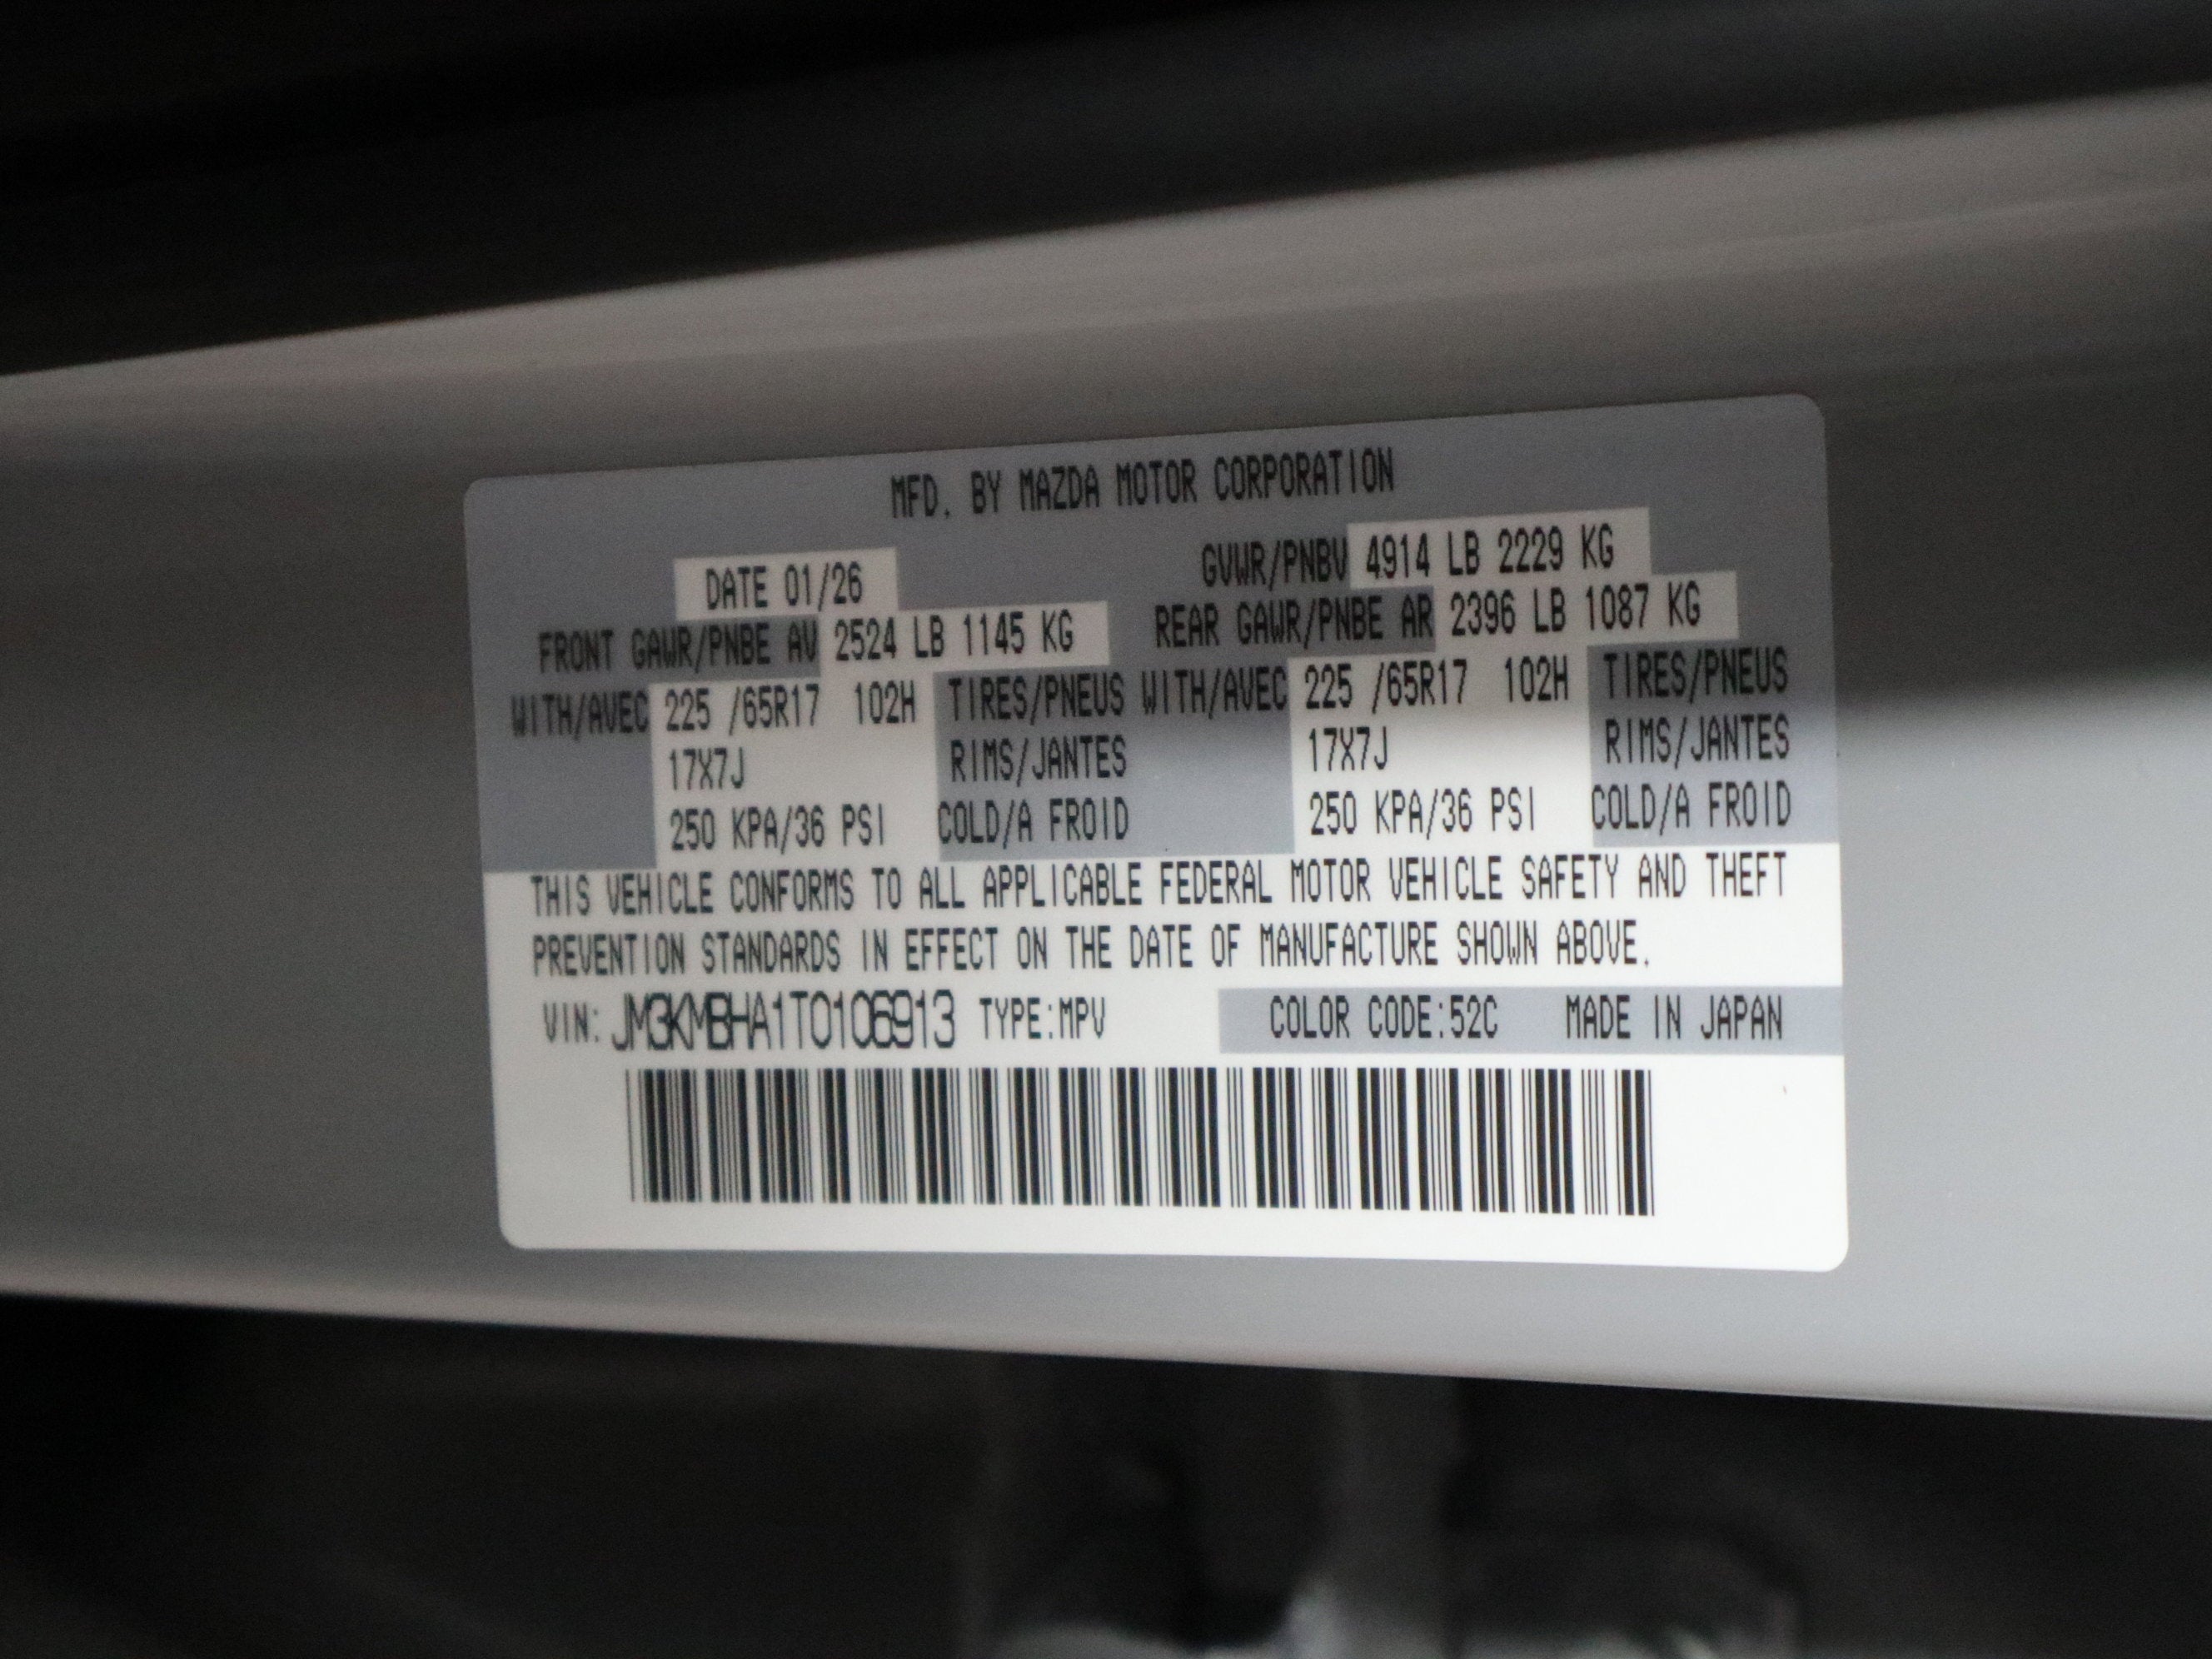 MFD. BY MAZDA MOTOR CORPORATION
DATE 01/26 GVWR/PNBV 4914 LB 2229 KG
FRONT GAWR/PNBE AV 2524 LB 1145 KG REAR GAWR/PNBE AR 2396 LB 1087 KG
WITH/AVEC 225 /65R17 102H TIRES/PNEUS WITH/AVEC 225 /65R17 102H TIRES/PNEUS
17X7J RIMS/JANTES 17X7J RIMS/JANTES
250 KPA/36 PSI COLD/A FROID 250 KPA/36 PSI COLD/A FROID
THIS VEHICLE CONFORMS TO ALL APPLICABLE FEDERAL MOTOR VEHICLE SAFETY AND THEFT
PREVENTION STANDARDS IN EFFECT ON THE DATE OF MANUFACTURE SHOWN ABOVE.
VIN: JM3KMBHA1T0106913 TYPE:MPV COLOR CODE:52C MADE IN JAPAN